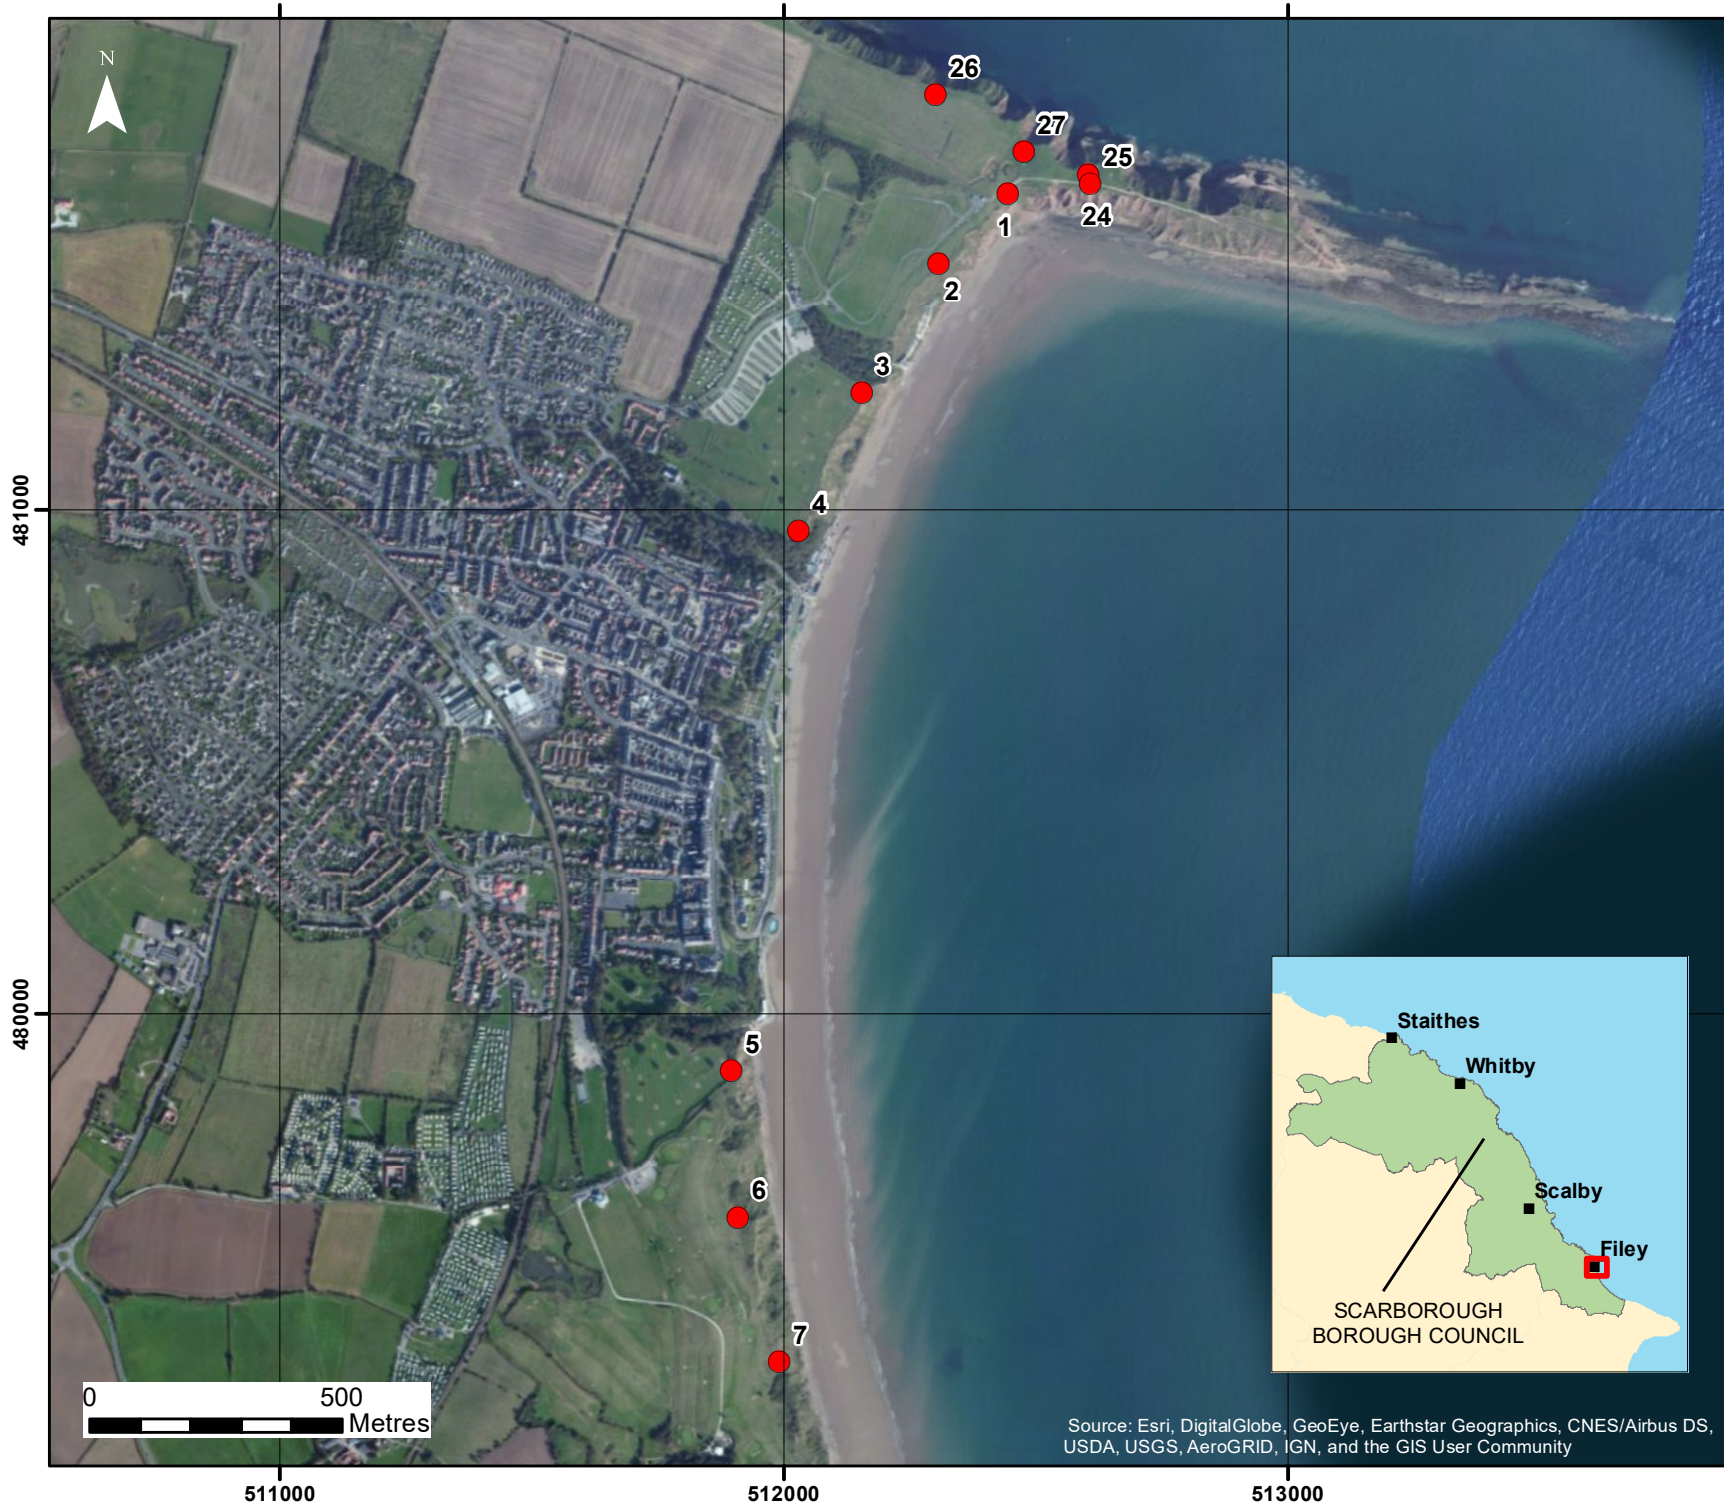 N
26
27
25
1
24
2
3
481000
4
480000
5
6
7
Staithes
Whitby
Scalby
Filey
SCARBOROUGH
BOROUGH COUNCIL
0 500
Metres
Source: Esri, DigitalGlobe, GeoEye, Earthstar Geographics, CNES/Airbus DS,
USDA, USGS, AeroGRID, IGN, and the GIS User Community
511000 512000 513000